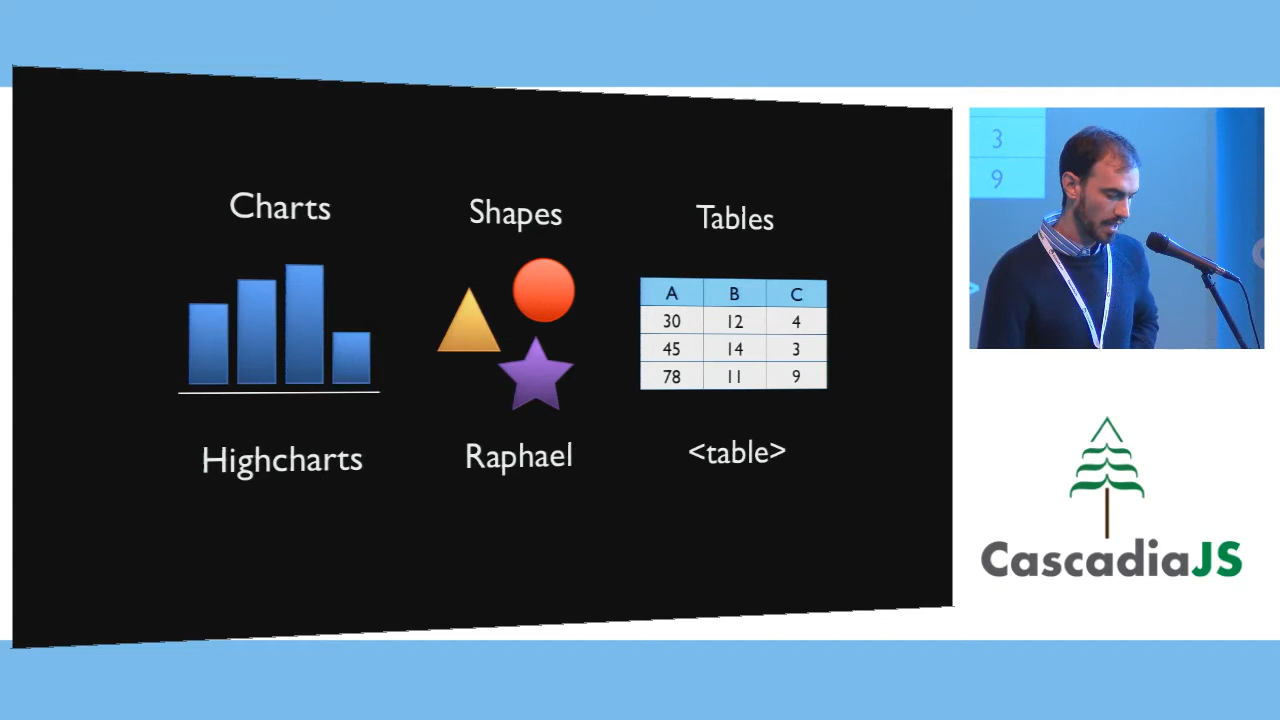 Charts
Shapes
Tables
A B C
30 12 4
45 14 3
78 11 9
Highcharts
Raphael
<table>
3
9
CascadiaJS